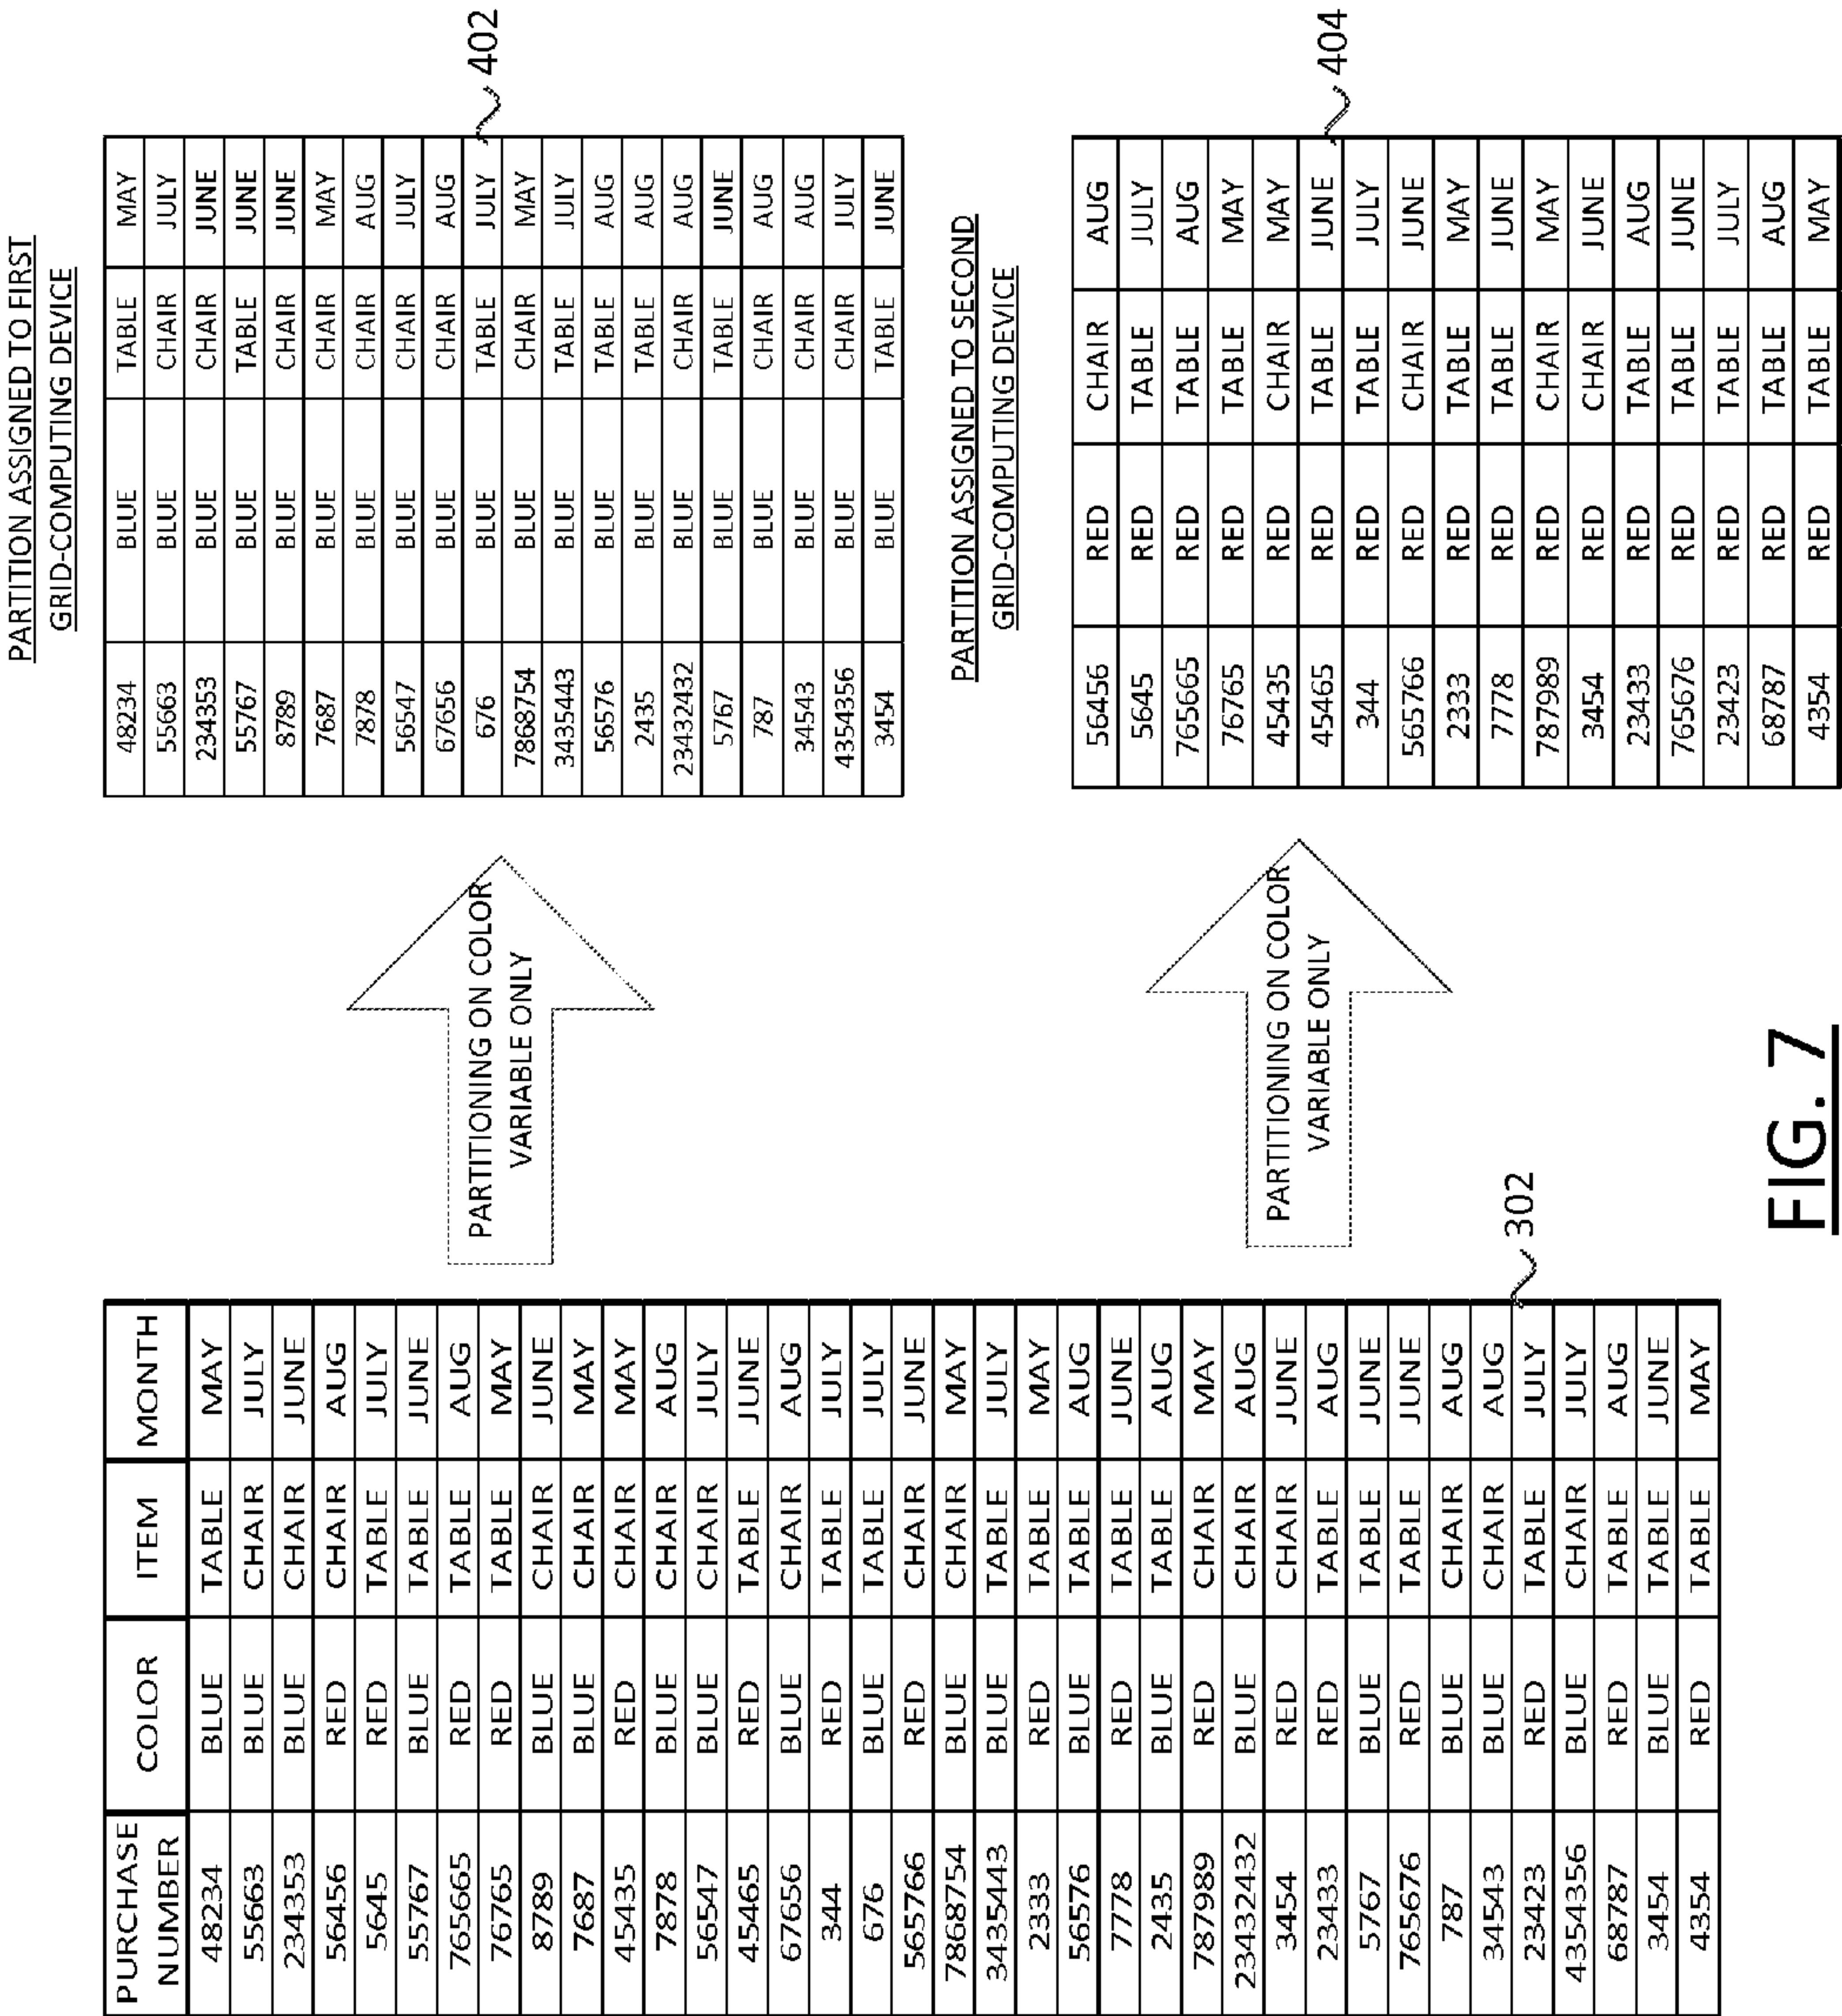 PURCHASE NUMBER COLOR ITEM MONTH
48234 BLUE TABLE MAY
55663 BLUE CHAIR JULY
234353 BLUE CHAIR JUNE
56456 RED CHAIR AUG
5645 RED TABLE JULY
55767 BLUE TABLE JUNE
765665 RED TABLE AUG
76765 RED TABLE MAY
8789 BLUE CHAIR JUNE
7687 BLUE CHAIR MAY
45435 RED CHAIR MAY
7878 BLUE CHAIR AUG
56547 BLUE CHAIR JULY
45465 RED TABLE JUNE
67656 BLUE CHAIR AUG
344 RED TABLE JULY
676 BLUE TABLE JULY
565766 RED CHAIR JUNE
7868754 BLUE CHAIR MAY
3435443 BLUE TABLE JULY
2333 RED TABLE MAY
56576 BLUE TABLE AUG
7778 RED TABLE JUNE
2435 BLUE TABLE AUG
787989 RED CHAIR MAY
23432432 BLUE CHAIR AUG
3454 RED CHAIR JUNE
23433 RED TABLE AUG
5767 BLUE TABLE JUNE
765676 RED TABLE JUNE
787 BLUE CHAIR AUG
34543 BLUE CHAIR AUG
23423 RED TABLE JULY
4354356 BLUE CHAIR JULY
68787 RED TABLE AUG
3454 BLUE TABLE JUNE
4354 RED TABLE MAY
302
PARTITIONING ON COLOR
VARIABLE ONLY
PARTITIONING ON COLOR
VARIABLE ONLY
PARTITION ASSIGNED TO FIRST
GRID-COMPUTING DEVICE
48234 BLUE TABLE MAY
55663 BLUE CHAIR JULY
234353 BLUE CHAIR JUNE
55767 BLUE TABLE JUNE
8789 BLUE CHAIR JUNE
7687 BLUE CHAIR MAY
7878 BLUE CHAIR AUG
56547 BLUE CHAIR JULY
67656 BLUE CHAIR AUG
676 BLUE TABLE JULY
7868754 BLUE CHAIR MAY
3435443 BLUE TABLE JULY
56576 BLUE TABLE AUG
2435 BLUE TABLE AUG
23432432 BLUE CHAIR AUG
5767 BLUE TABLE JUNE
787 BLUE CHAIR AUG
34543 BLUE CHAIR AUG
4354356 BLUE CHAIR JULY
3454 BLUE TABLE JUNE
402
PARTITION ASSIGNED TO SECOND
GRID-COMPUTING DEVICE
56456 RED CHAIR AUG
5645 RED TABLE JULY
765665 RED TABLE AUG
76765 RED TABLE MAY
45435 RED CHAIR MAY
45465 RED TABLE JUNE
344 RED TABLE JULY
565766 RED CHAIR JUNE
2333 RED TABLE MAY
7778 RED TABLE JUNE
787989 RED CHAIR MAY
3454 RED CHAIR JUNE
23433 RED TABLE AUG
765676 RED TABLE JUNE
23423 RED TABLE JULY
68787 RED TABLE AUG
4354 RED TABLE MAY
404
FIG. 7